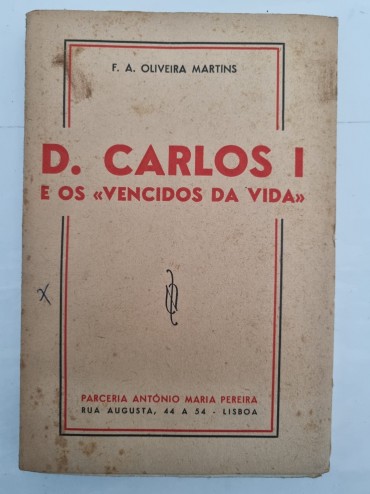 F. A. OLIVEIRA MARTINS
D. CARLOS I
E OS «VENCIDOS DA VIDA»
PARCERIA ANTÓNIO MARIA PEREIRA
RUA AUGUSTA, 44 A 54 - LISBOA